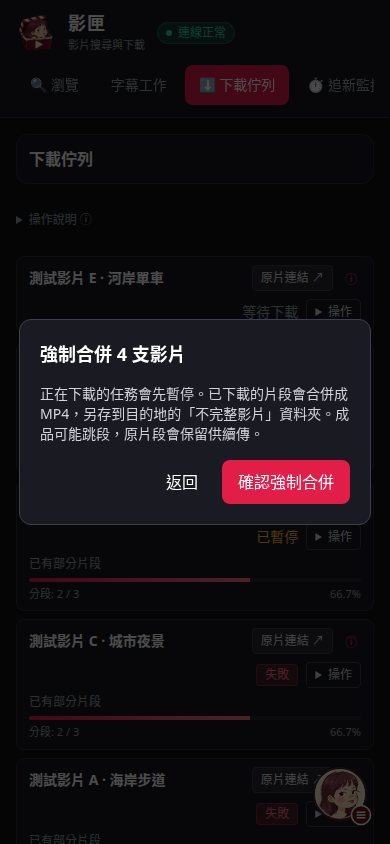 影匣
影片搜尋與下載
連線正常
🔍 瀏覽
字幕工作
⬇️ 下載佇列
⏱️ 追新監
下載佇列
▶ 操作說明 ⓘ
測試影片 E · 河岸單車
原片連結 ↗
ⓘ
等待下載
▶ 操作
強制合併 4 支影片
正在下載的任務會先暫停。已下載的片段會合併成
MP4，另存到目的地的「不完整影片」資料夾。成
品可能跳段，原片段會保留供續傳。
返回
確認強制合併
已暫停
▶ 操作
已有部分片段
分段: 2 / 3
66.7%
測試影片 C · 城市夜景
原片連結 ↗
ⓘ
失敗
▶ 操作
已有部分片段
分段: 2 / 3
66.7%
測試影片 A · 海岸步道
原片連結
失敗
▶
已有部分片段